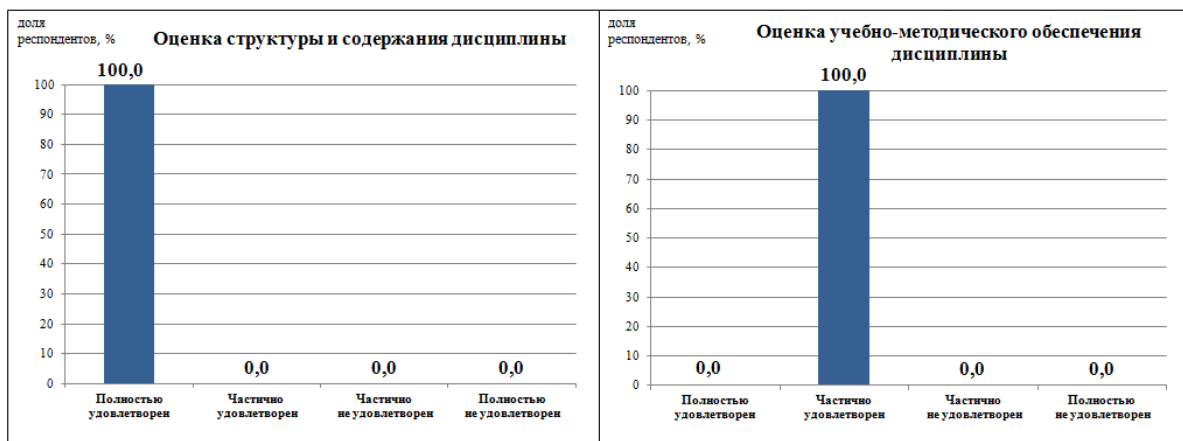 доля
респондентов, %
Оценка структуры и содержания дисциплины
100,0
100
90
80
70
60
50
40
30
20
10
0
0,0
0,0
0,0
Полностью
удовлетворен
Частично
удовлетворен
Частично
не удовлетворен
Полностью
не удовлетворен
доля
респондентов, %
Оценка учебно-методического обеспечения
дисциплины
100,0
100
90
80
70
60
50
40
30
20
10
0
0,0
0,0
0,0
Полностью
удовлетворен
Частично
удовлетворен
Частично
не удовлетворен
Полностью
не удовлетворен